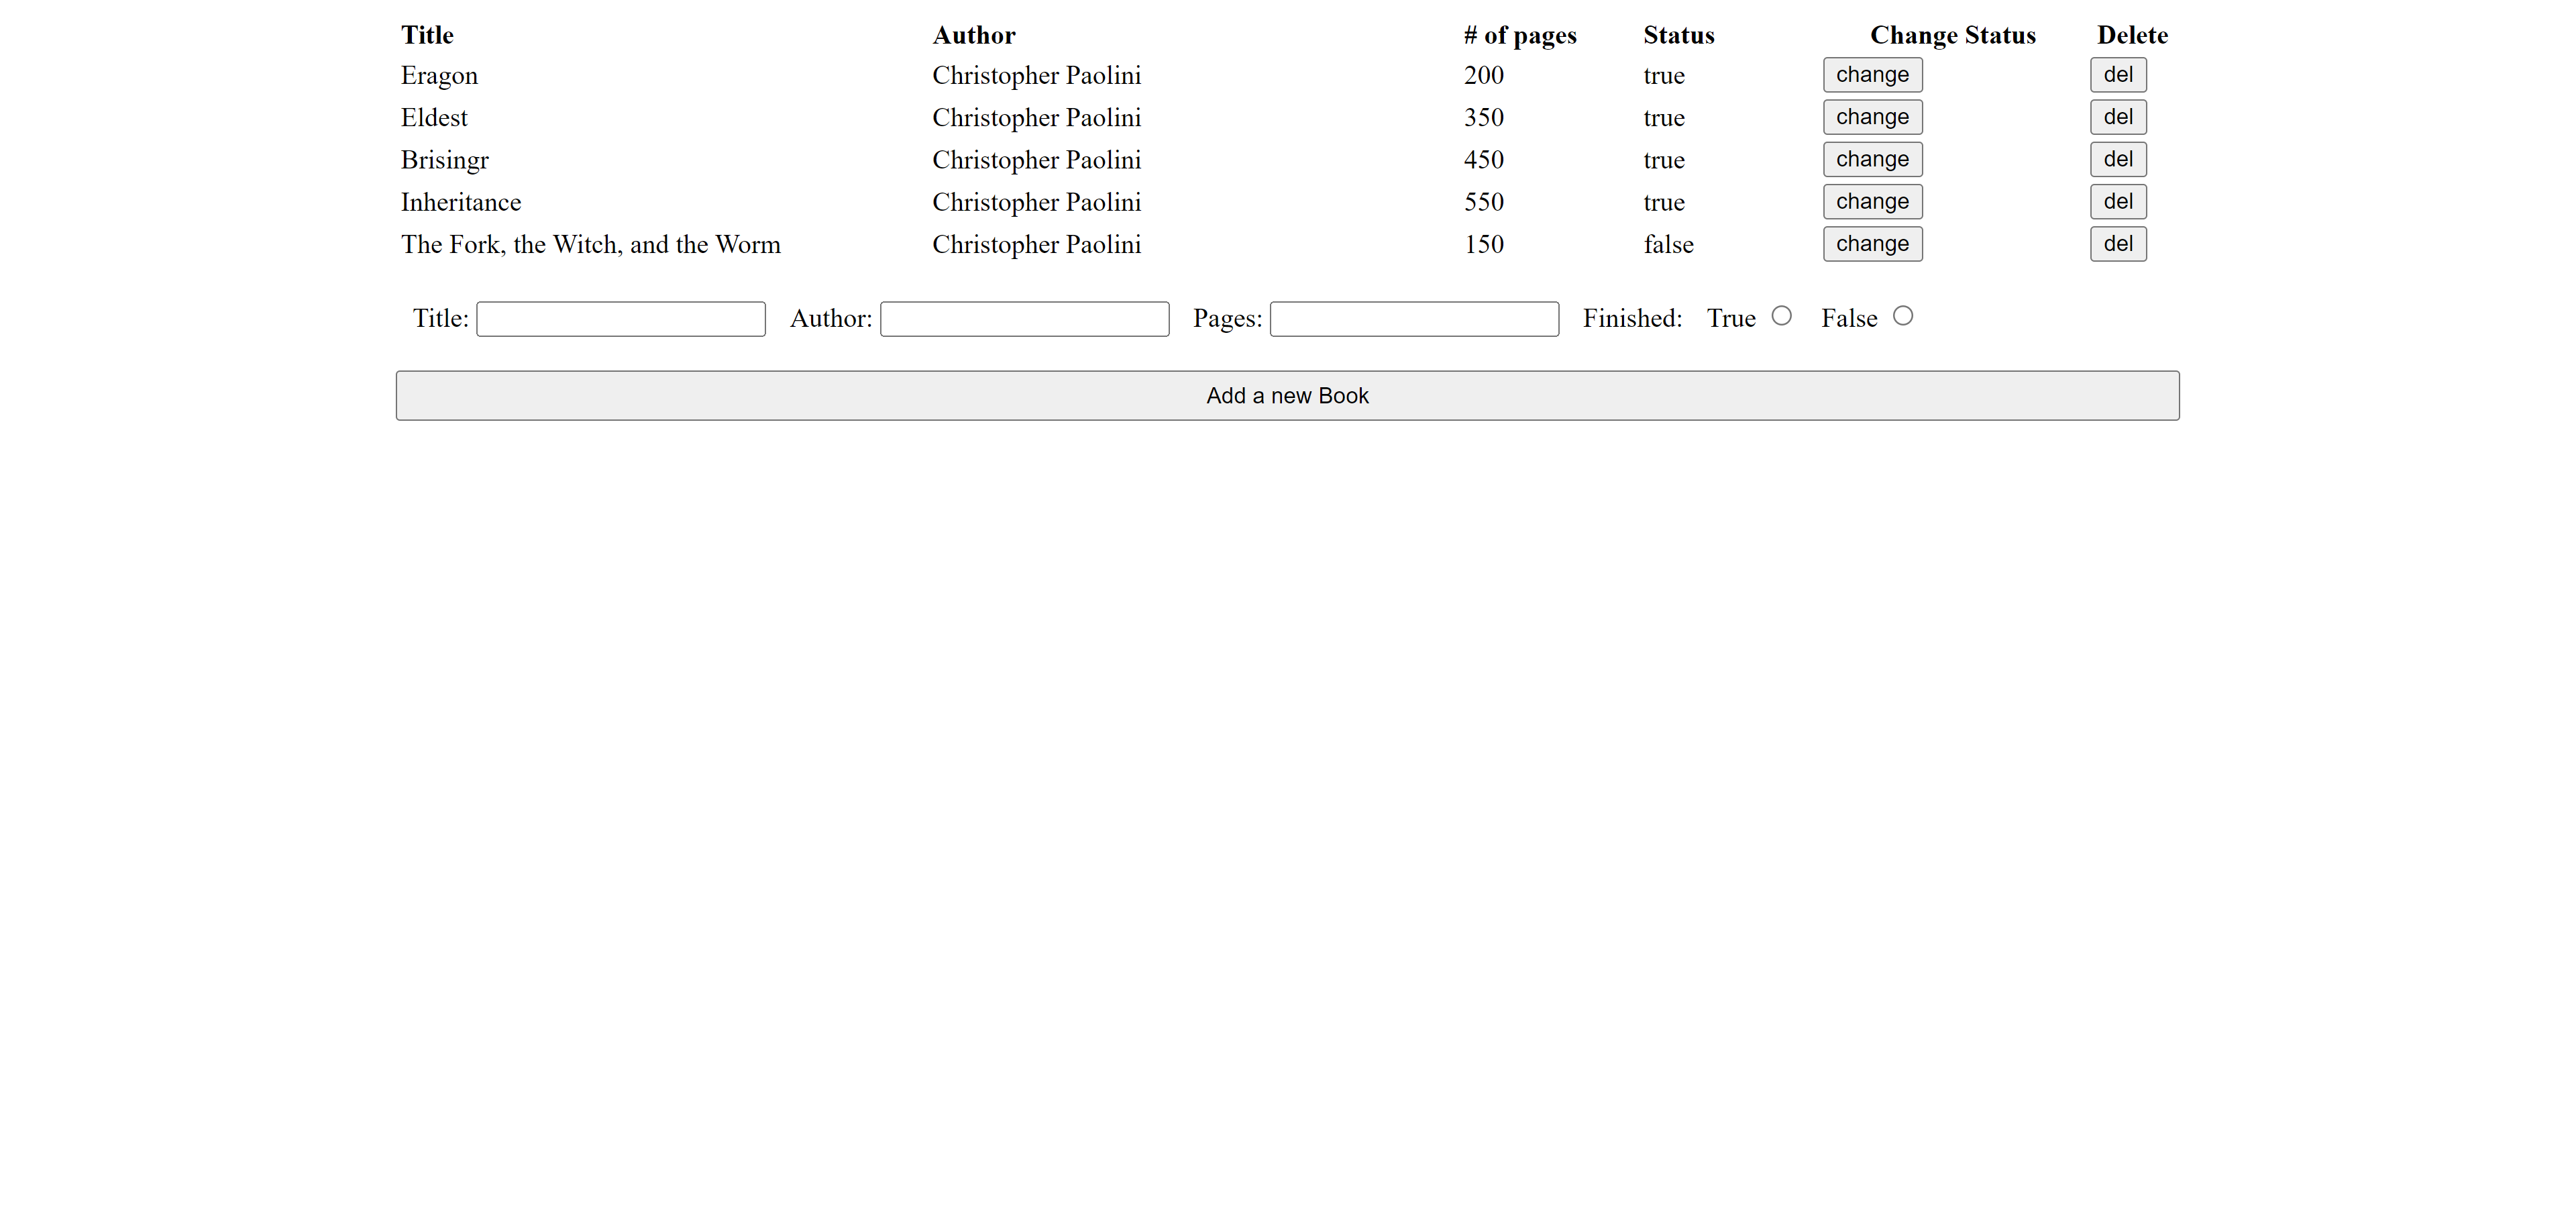 Title Author # of pages Status Change Status Delete
Eragon Christopher Paolini 200 true change del
Eldest Christopher Paolini 350 true change del
Brisingr Christopher Paolini 450 true change del
Inheritance Christopher Paolini 550 true change del
The Fork, the Witch, and the Worm Christopher Paolini 150 false change del
Title: Author: Pages: Finished: True False
Add a new Book